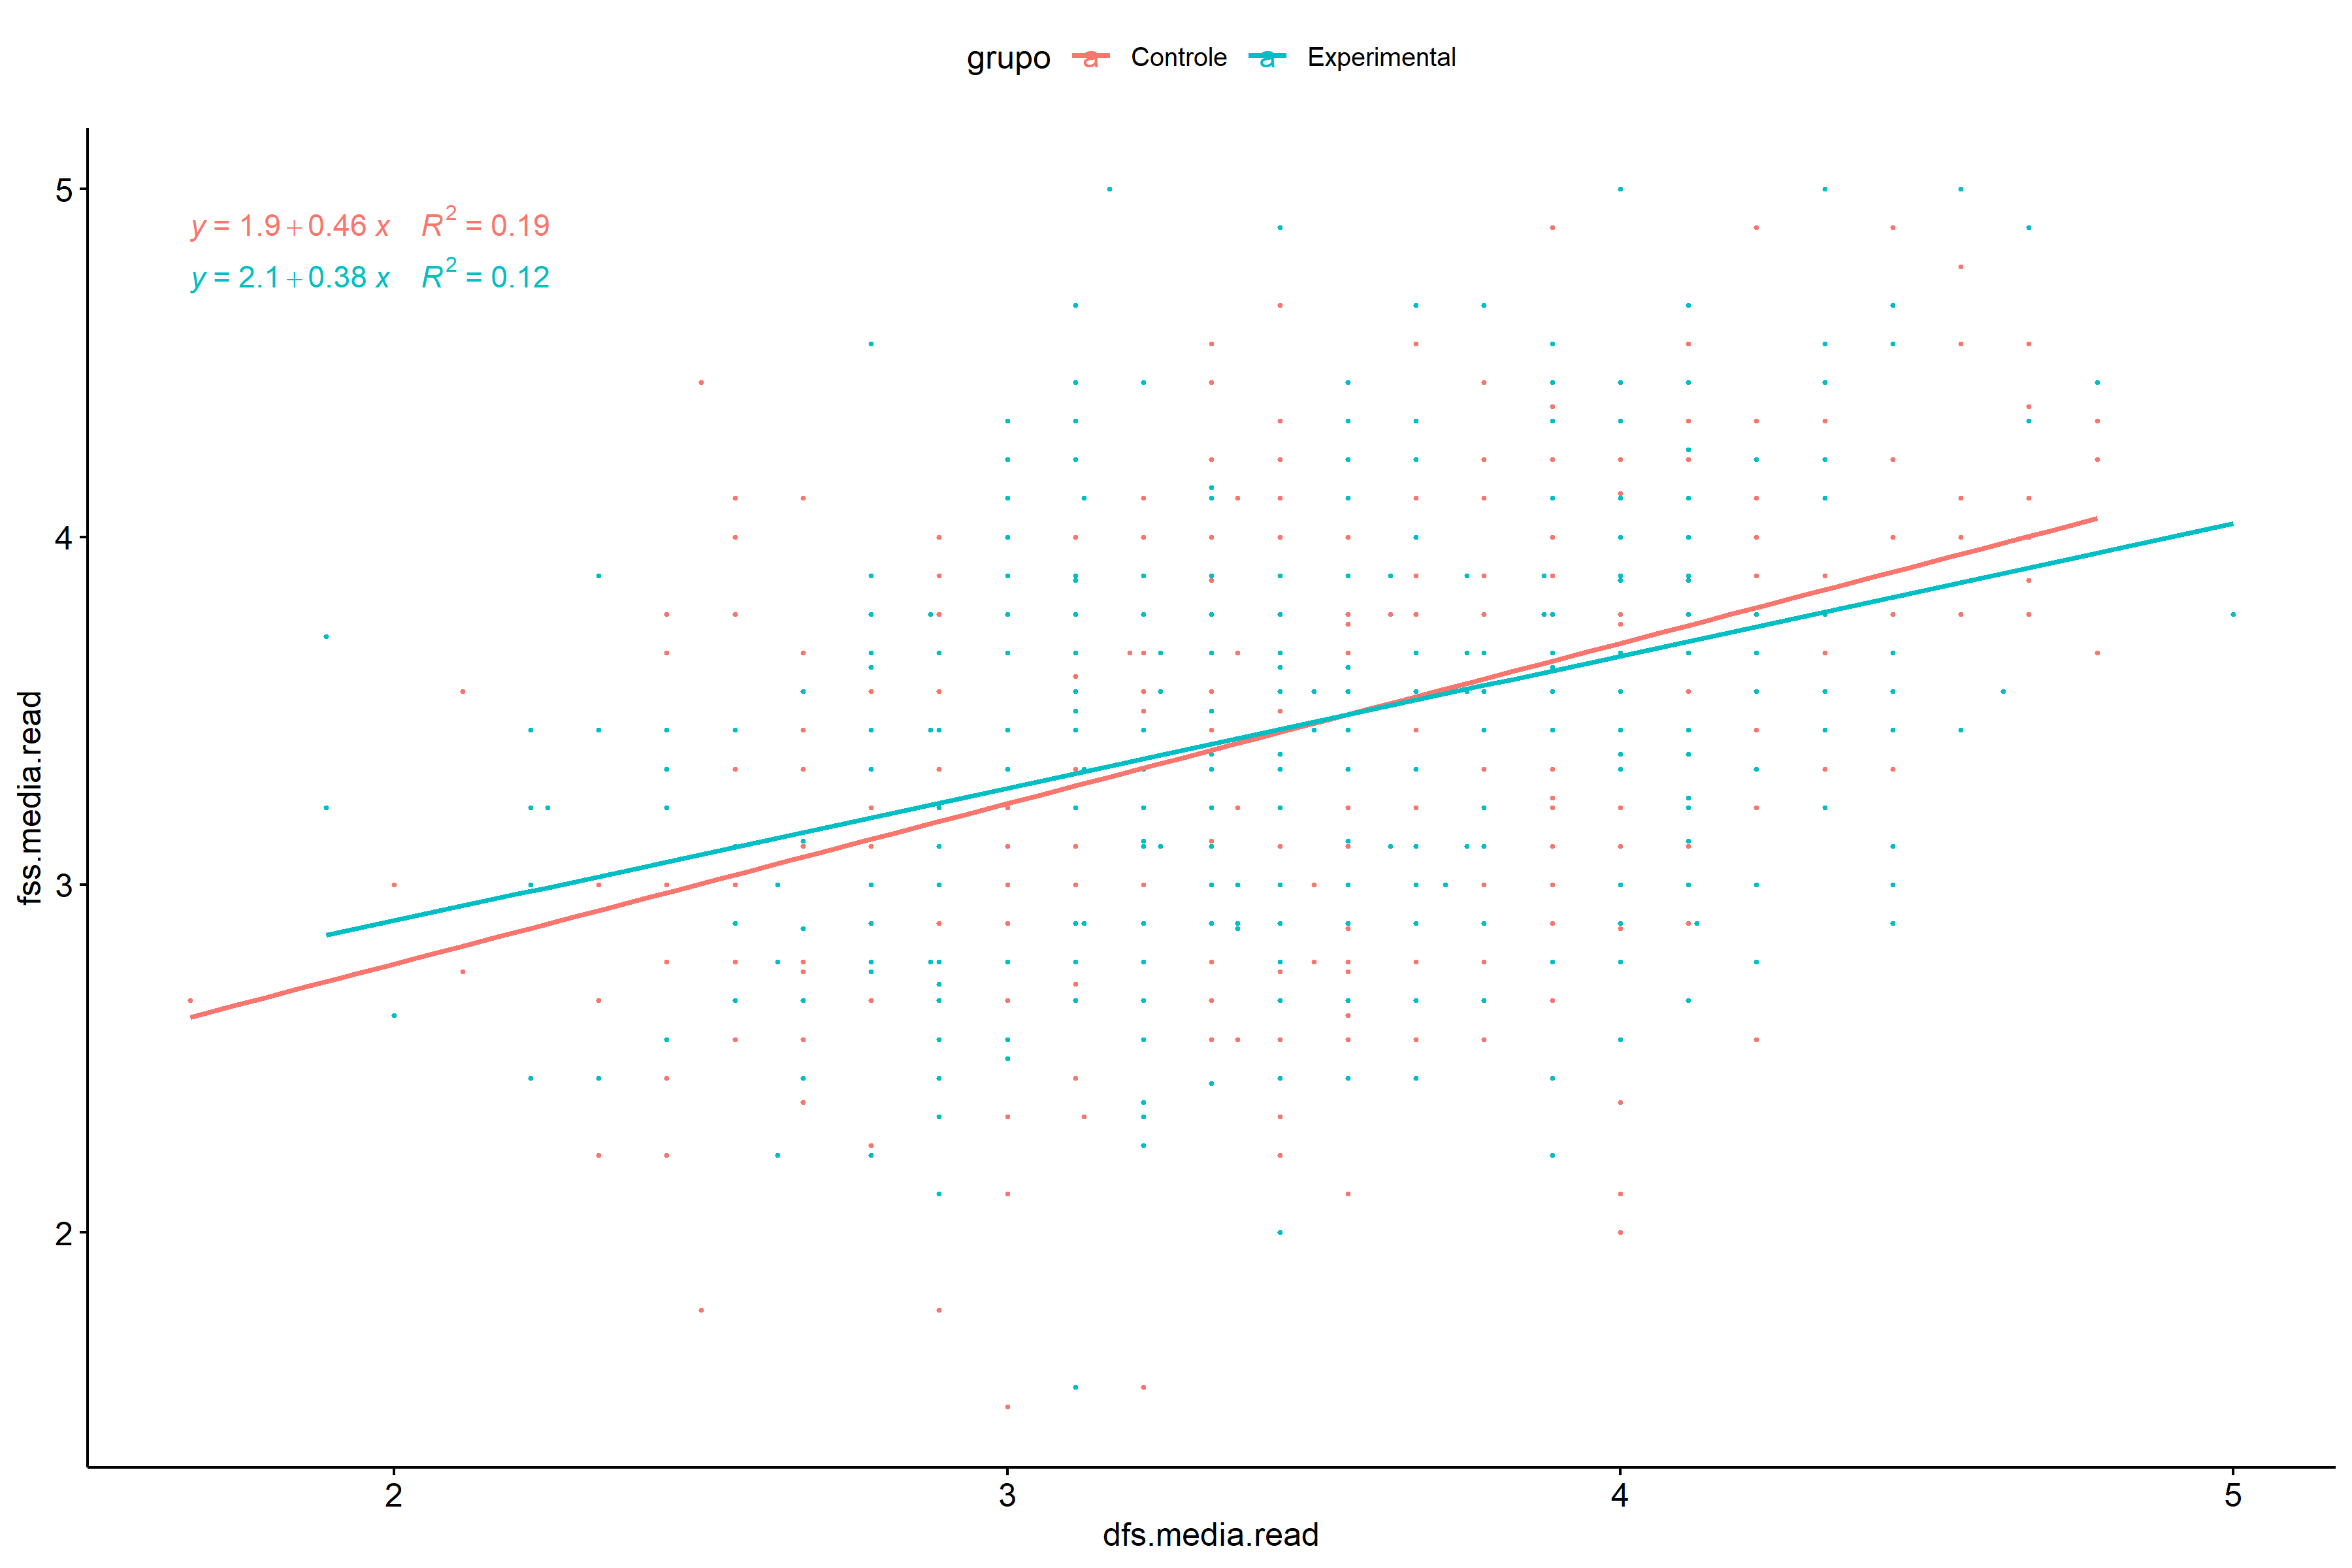 grupo a Controle a Experimental
5
y = 1.9 + 0.46 x R² = 0.19
y = 2.1 + 0.38 x R² = 0.12
4
3
2
fss.media.read
2 3 4 5
dfs.media.read